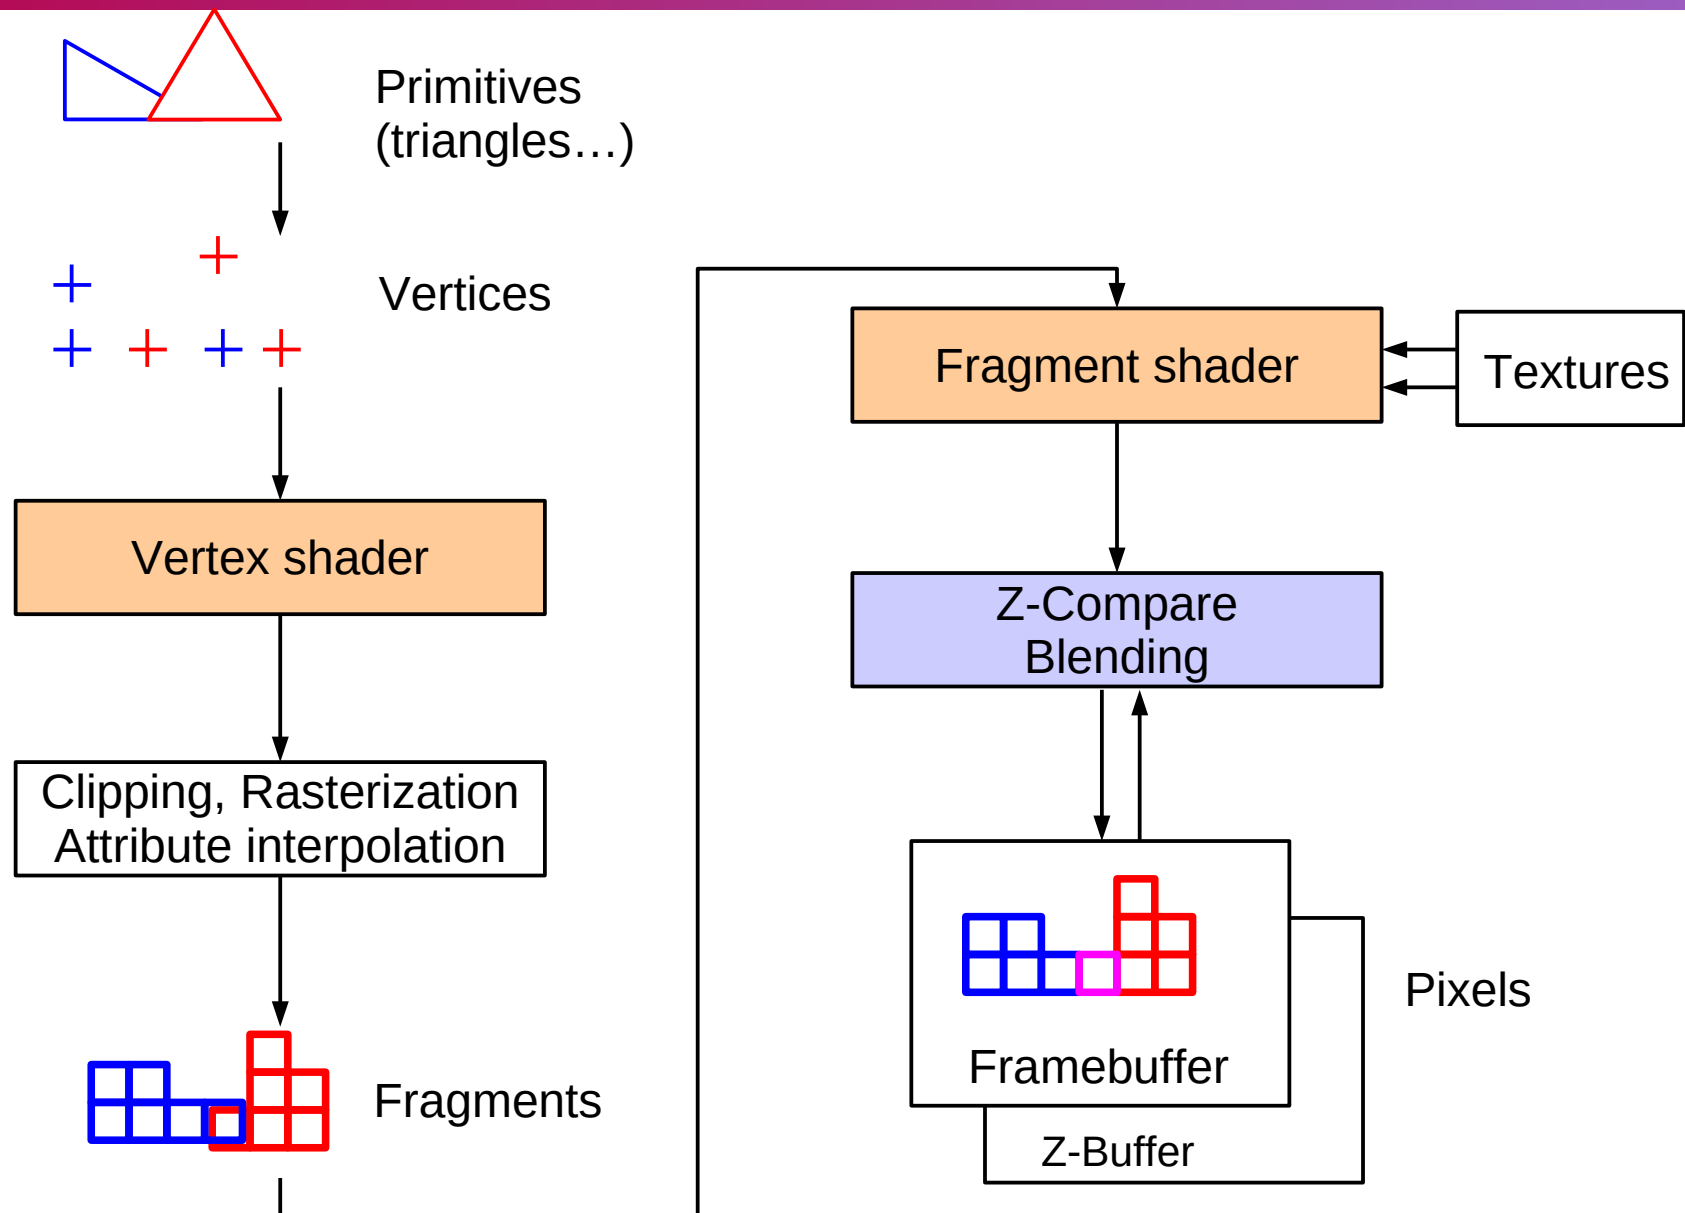 Primitives
(triangles…)
Vertices
Vertex shader
Clipping, Rasterization
Attribute interpolation
Fragments
Fragment shader
Textures
Z-Compare
Blending
Framebuffer
Z-Buffer
Pixels